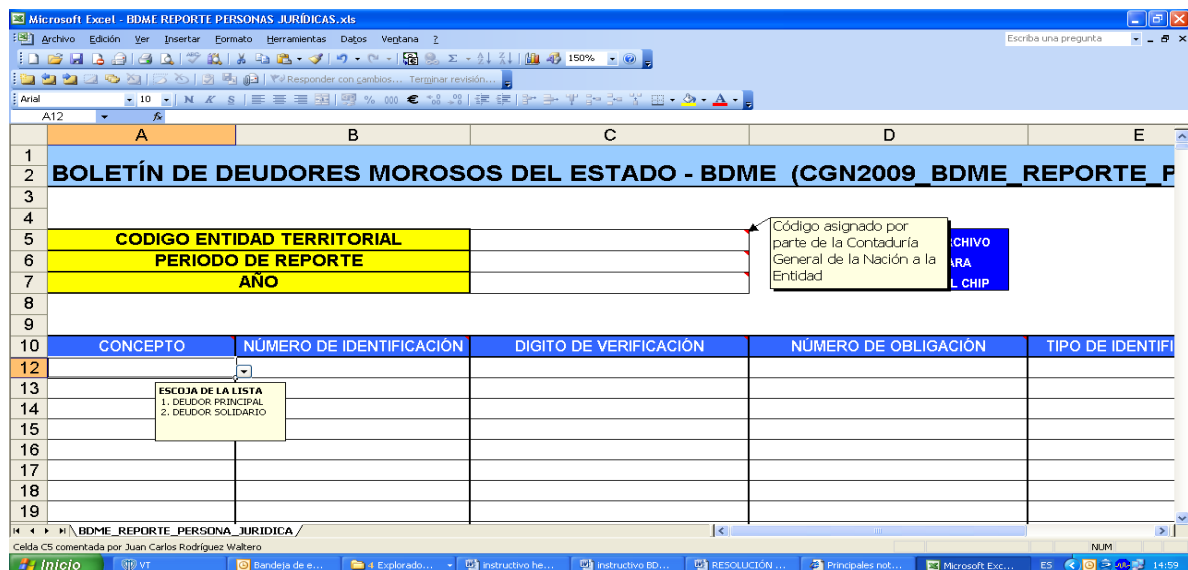 Microsoft Excel - BDME REPORTE PERSONAS JURÍDICAS.xls
Archivo Edición Ver Insertar Formato Herramientas Datos Ventana ?
Escriba una pregunta
150%
Responder con cambios... Terminar revisión...
Arial 10 N K S % 000 €
A12 fx
A B C D E
1
2 BOLETÍN DE DEUDORES MOROSOS DEL ESTADO - BDME (CGN2009_BDME_REPORTE_P
3
4
5 CODIGO ENTIDAD TERRITORIAL
6 PERIODO DE REPORTE
7 AÑO
Código asignado por
parte de la Contaduría
General de la Nación a la
Entidad
CHIVO
ARA
L CHIP
8
9
10 CONCEPTO NÚMERO DE IDENTIFICACIÓN DIGITO DE VERIFICACIÓN NÚMERO DE OBLIGACIÓN TIPO DE IDENTIFI
12
13
ESCOJA DE LA LISTA
1. DEUDOR PRINCIPAL
2. DEUDOR SOLIDARIO
14
15
16
17
18
19
BDME_REPORTE_PERSONA_JURIDICA
Celda C5 comentada por Juan Carlos Rodríguez Waltero
NUM
Inicio VT Bandeja de e... 4 Explorado... instructivo he... instructivo BD... RESOLUCIÓN ... Principales not... Microsoft Exc... ES 14:59